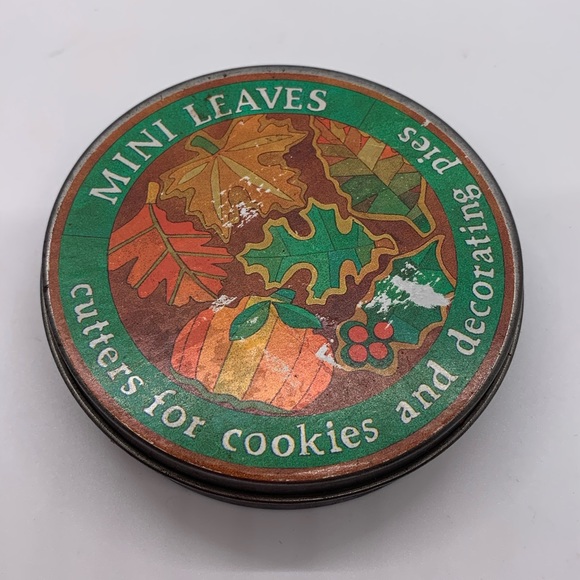 MINI LEAVES
cutters for cookies and decorating pies